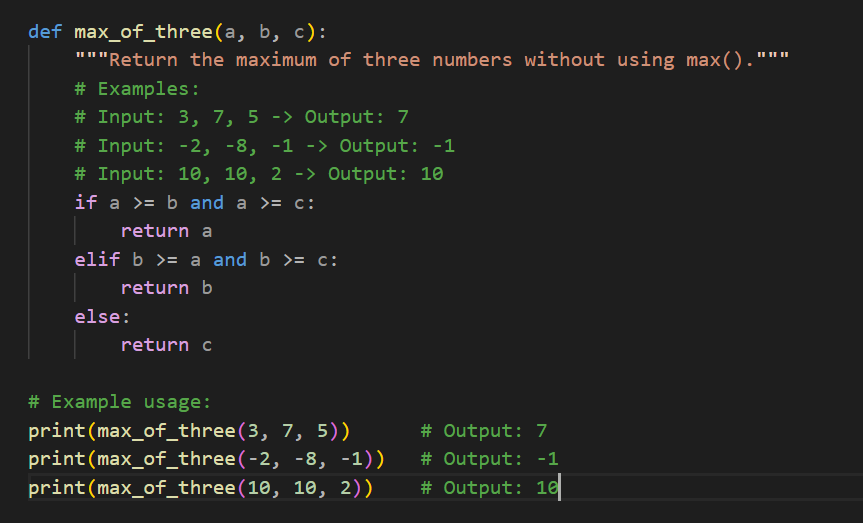 def max_of_three(a, b, c):
    """Return the maximum of three numbers without using max()."""
    # Examples:
    # Input: 3, 7, 5 -> Output: 7
    # Input: -2, -8, -1 -> Output: -1
    # Input: 10, 10, 2 -> Output: 10
    if a >= b and a >= c:
        return a
    elif b >= a and b >= c:
        return b
    else:
        return c

# Example usage:
print(max_of_three(3, 7, 5))      # Output: 7
print(max_of_three(-2, -8, -1))   # Output: -1
print(max_of_three(10, 10, 2))    # Output: 10